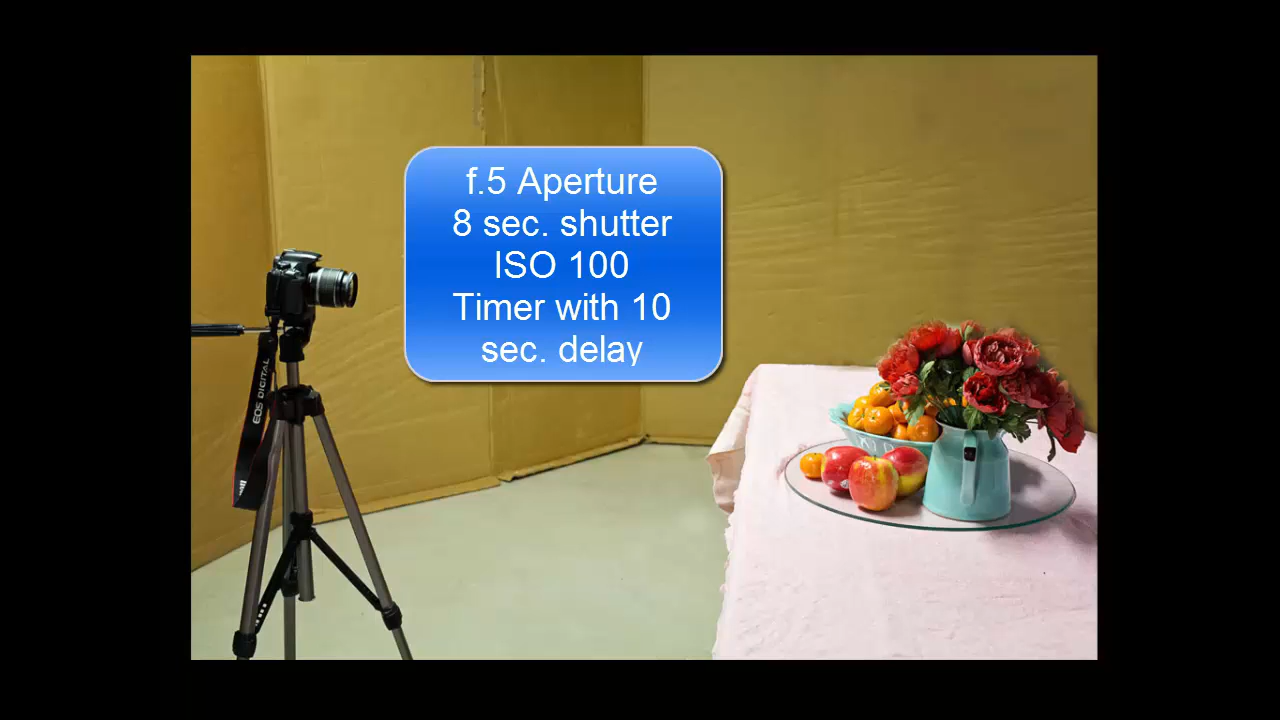 f.5 Aperture
8 sec. shutter
ISO 100
Timer with 10
sec. delay
EOS DIGITAL